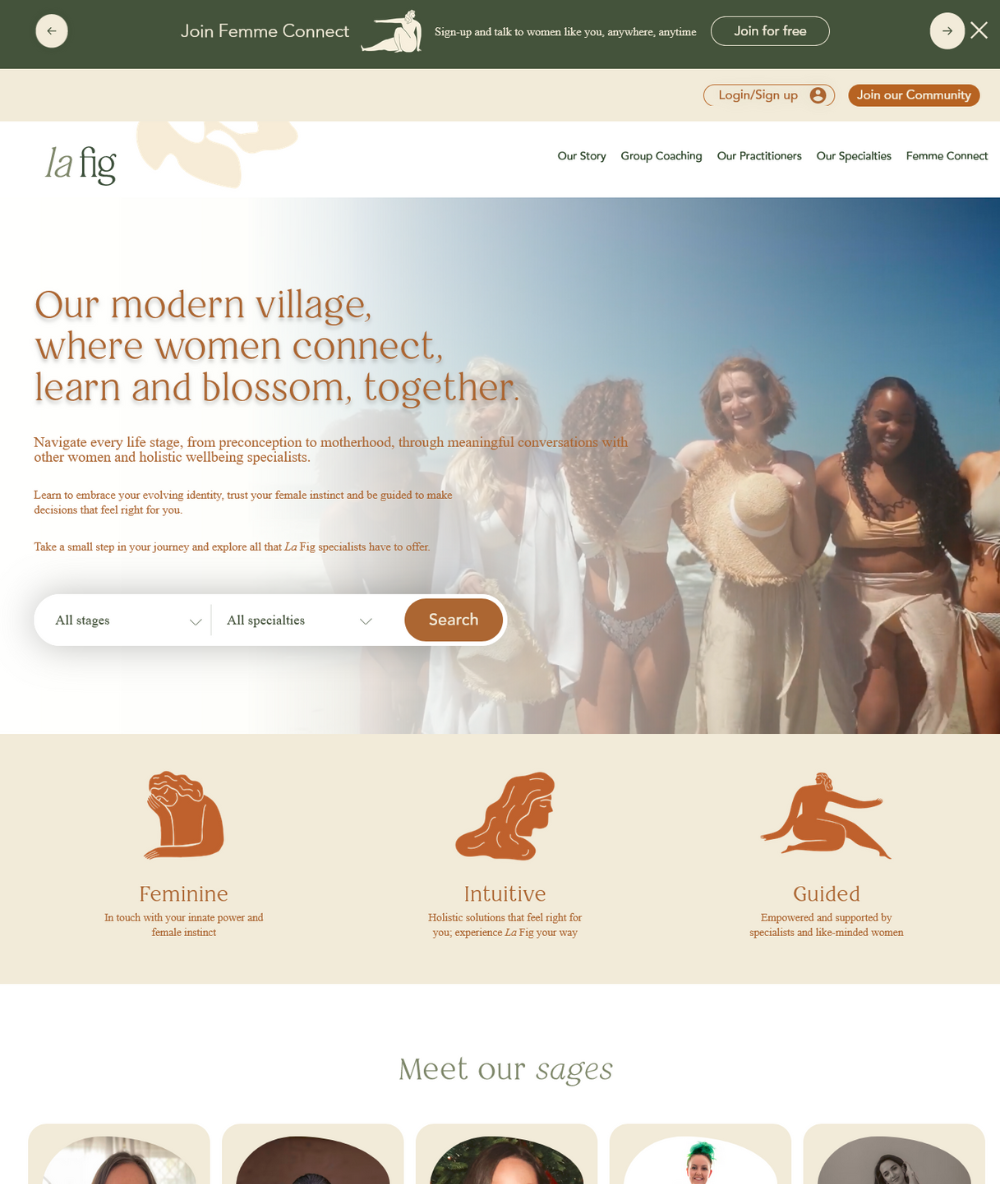 Join Femme Connect
Sign-up and talk to women like you, anywhere, anytime
Join for free
Login/Sign up
Join our Community
la fig
Our Story
Group Coaching
Our Practitioners
Our Specialties
Femme Connect
Our modern village,
where women connect,
learn and blossom, together.
Navigate every life stage, from preconception to motherhood, through meaningful conversations with
other women and holistic wellbeing specialists.
Learn to embrace your evolving identity, trust your female instinct and be guided to make
decisions that feel right for you.
Take a small step in your journey and explore all that La Fig specialists have to offer.
All stages
All specialties
Search
Feminine
In touch with your innate power and
female instinct
Intuitive
Holistic solutions that feel right for
you; experience La Fig your way
Guided
Empowered and supported by
specialists and like-minded women
Meet our sages